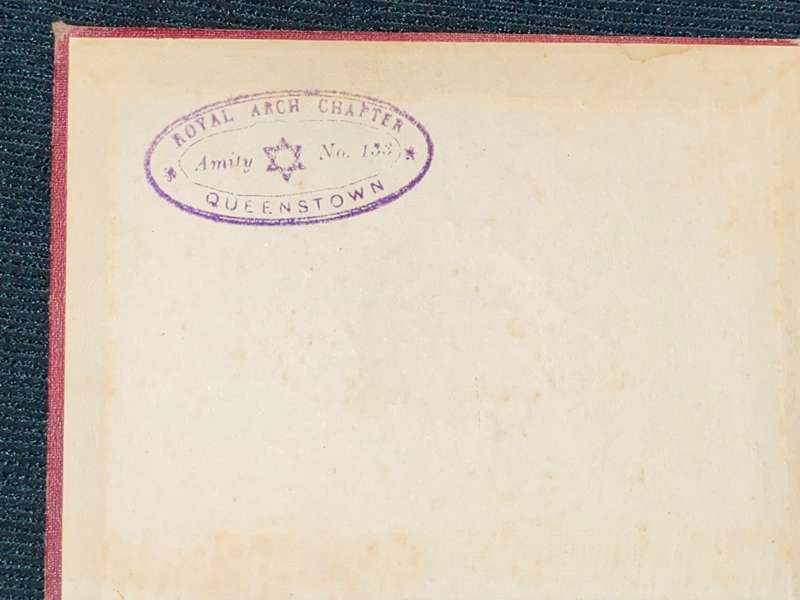 ROYAL ARCH CHAPTER
Amity No. 133
QUEENSTOWN